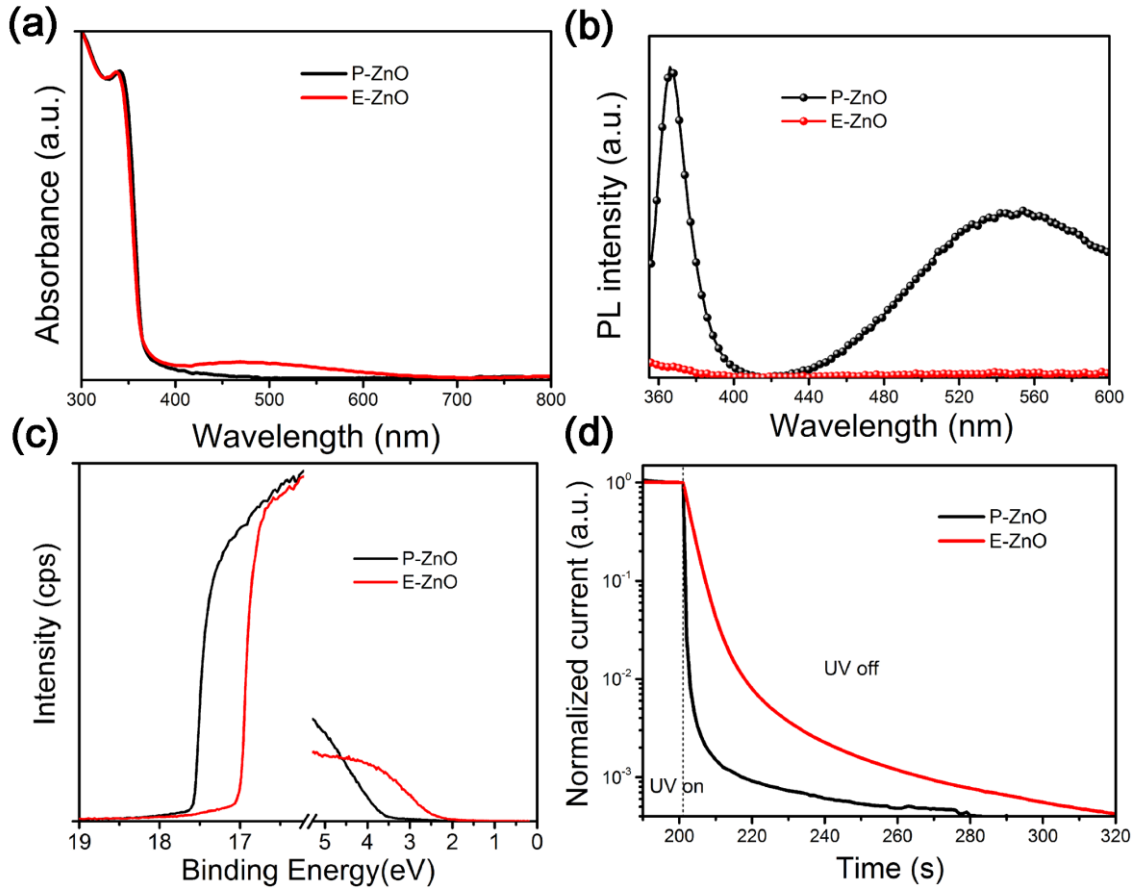 (a)
Absorbance (a.u.)
P-ZnO
E-ZnO
300 400 500 600 700 800
Wavelength (nm)
(b)
PL intensity (a.u.)
P-ZnO
E-ZnO
360 400 440 480 520 560 600
Wavelength (nm)
(c)
Intensity (cps)
P-ZnO
E-ZnO
19 18 17 5 4 3 2 1 0
Binding Energy(eV)
(d)
Normalized current (a.u.)
10⁰
10⁻¹
10⁻²
10⁻³
P-ZnO
E-ZnO
UV off
UV on
200 220 240 260 280 300 320
Time (s)